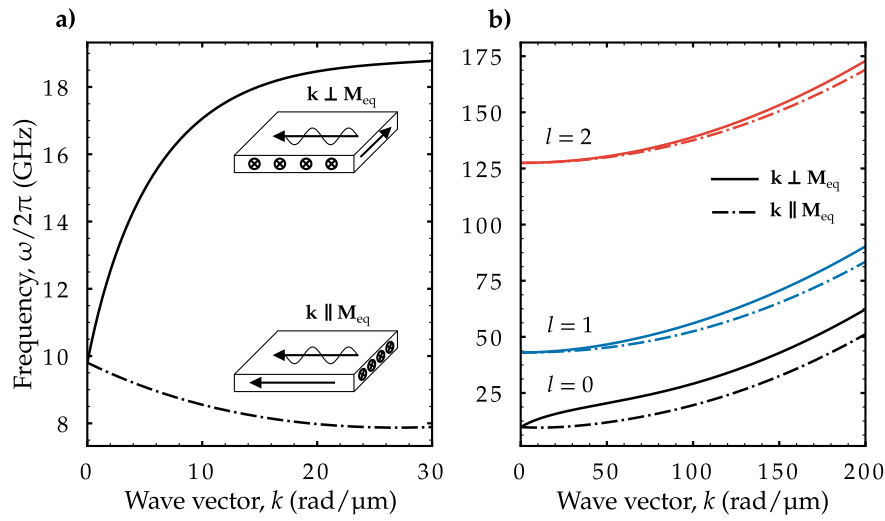 a)
Frequency, ω/2π (GHz)
18
16
14
12
10
8
0
10
20
30
Wave vector, k (rad/μm)
k ⊥ M_eq
k ∥ M_eq
b)
175
150
125
100
75
50
25
0
50
100
150
200
Wave vector, k (rad/μm)
l = 2
k ⊥ M_eq
k ∥ M_eq
l = 1
l = 0